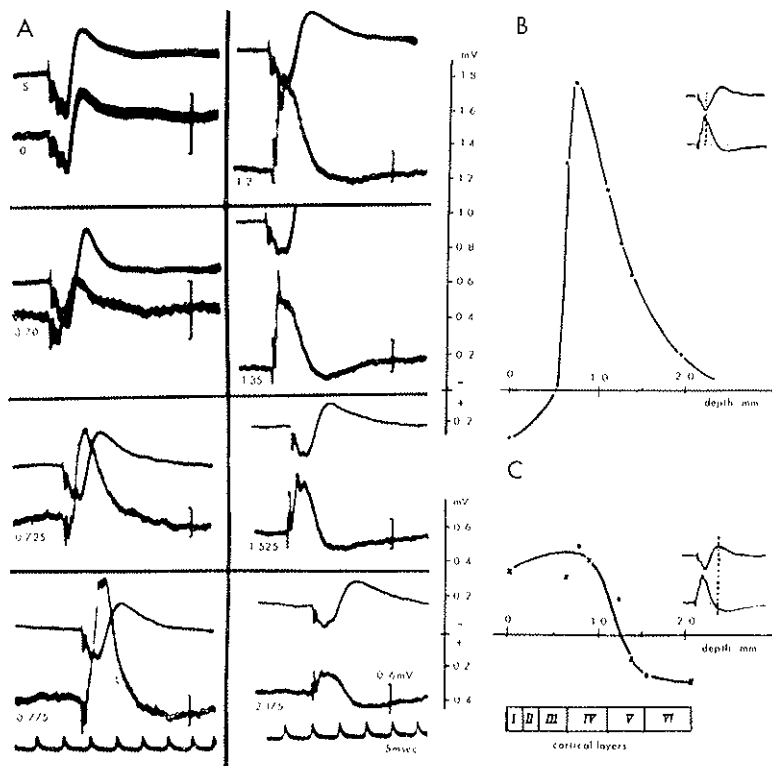 A
S
0
0.70
0.725
0.775
1.2
1.35
1.525
2.175
0.6mV
5msec
mV
1.8
1.6
1.4
1.2
1.0
0.8
0.6
0.4
0.2
−
+
0.2
mV
0.6
0.4
0.2
−
+
0.2
0.4
B
0
1.0
2.0
depth mm
C
0
1.0
2.0
depth mm
I II III IV V VI
cortical layers